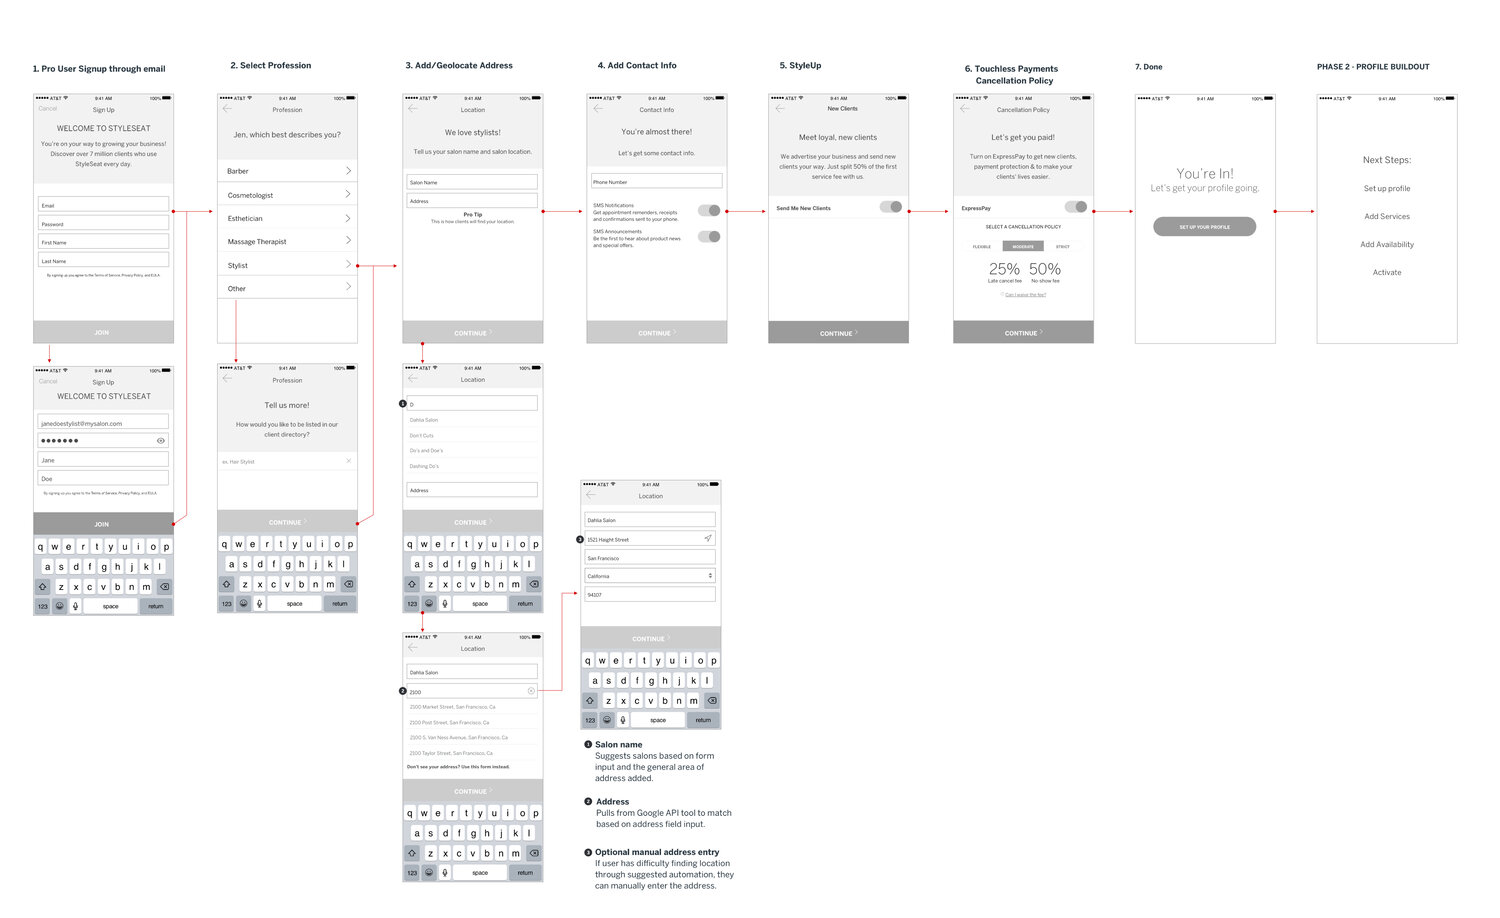 1. Pro User Signup through email
2. Select Profession
3. Add/Geolocate Address
4. Add Contact Info
5. StyleUp
6. Touchless Payments
Cancellation Policy
7. Done
PHASE 2 - PROFILE BUILDOUT
AT&T 9:41 AM 100%
Cancel Sign Up
WELCOME TO STYLESEAT
You're on your way to growing your business!
Discover over 7 million clients who use
StyleSeat every day.
Email
Password
First Name
Last Name
By signing up you agree to the Terms of Service, Privacy Policy, and EULA
JOIN
AT&T 9:41 AM 100%
Profession
Jen, which best describes you?
Barber
Cosmetologist
Esthetician
Massage Therapist
Stylist
Other
AT&T 9:41 AM 100%
Location
We love stylists!
Tell us your salon name and salon location.
Salon Name
Address
Pro Tip
This is how clients will find your location.
CONTINUE
AT&T 9:41 AM 100%
Contact Info
You're almost there!
Let's get some contact info.
Phone Number
SMS Notifications
Get appointment reminders, receipts
and confirmations sent to your phone.
SMS Announcements
Be the first to hear about product news
and special offers.
CONTINUE
AT&T 9:41 AM 100%
New Clients
Meet loyal, new clients
We advertise your business and send new
clients your way. Just split 50% of the first
service fee with us.
Send Me New Clients
CONTINUE
AT&T 9:41 AM 100%
Cancellation Policy
Let's get you paid!
Turn on ExpressPay to get new clients,
payment protection & to make your
clients' lives easier.
ExpressPay
SELECT A CANCELLATION POLICY
FLEXIBLE MODERATE STRICT
25% 50%
Late cancel fee No show fee
Can I waive the fee?
CONTINUE
AT&T 9:41 AM 100%
You're In!
Let's get your profile going.
SET UP YOUR PROFILE
AT&T 9:41 AM 100%
Next Steps:
Set up profile
Add Services
Add Availability
Activate
AT&T 9:41 AM 100%
Cancel Sign Up
WELCOME TO STYLESEAT
janedoestylist@mysalon.com
Jane
Doe
By signing up you agree to the Terms of Service, Privacy Policy, and EULA
JOIN
q w e r t y u i o p
a s d f g h j k l
z x c v b n m
123 space return
AT&T 9:41 AM 100%
Profession
Tell us more!
How would you like to be listed in our
client directory?
ex. Hair Stylist
CONTINUE
q w e r t y u i o p
a s d f g h j k l
z x c v b n m
123 space return
AT&T 9:41 AM 100%
Location
1 D
Dahlia Salon
Don't Cuts
Do's and Doe's
Dashing Do's
Address
CONTINUE
q w e r t y u i o p
a s d f g h j k l
z x c v b n m
123 space return
AT&T 9:41 AM 100%
Location
Dahlia Salon
2 2100
2100 Market Street, San Francisco, Ca
2100 Post Street, San Francisco, Ca
2100 S. Van Ness Avenue, San Francisco, Ca
2100 Taylor Street, San Francisco, Ca
Don't see your address? Use this form instead.
CONTINUE
q w e r t y u i o p
a s d f g h j k l
z x c v b n m
123 space return
AT&T 9:41 AM 100%
Location
Dahlia Salon
3 1521 Haight Street
San Francisco
California
94107
CONTINUE
q w e r t y u i o p
a s d f g h j k l
z x c v b n m
123 space return
1 Salon name
Suggests salons based on form
input and the general area of
address added.
2 Address
Pulls from Google API tool to match
based on address field input.
3 Optional manual address entry
If user has difficulty finding location
through suggested automation, they
can manually enter the address.